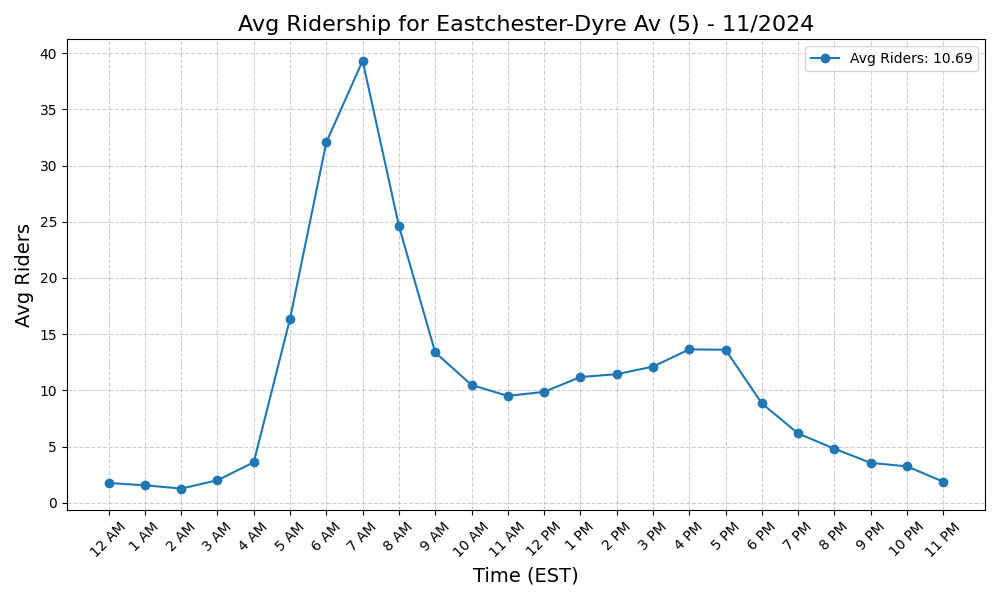 Avg Ridership for Eastchester-Dyre Av (5) - 11/2024
Avg Riders: 10.69
Avg Riders
40
35
30
25
20
15
10
5
0
12 AM
1 AM
2 AM
3 AM
4 AM
5 AM
6 AM
7 AM
8 AM
9 AM
10 AM
11 AM
12 PM
1 PM
2 PM
3 PM
4 PM
5 PM
6 PM
7 PM
8 PM
9 PM
10 PM
11 PM
Time (EST)